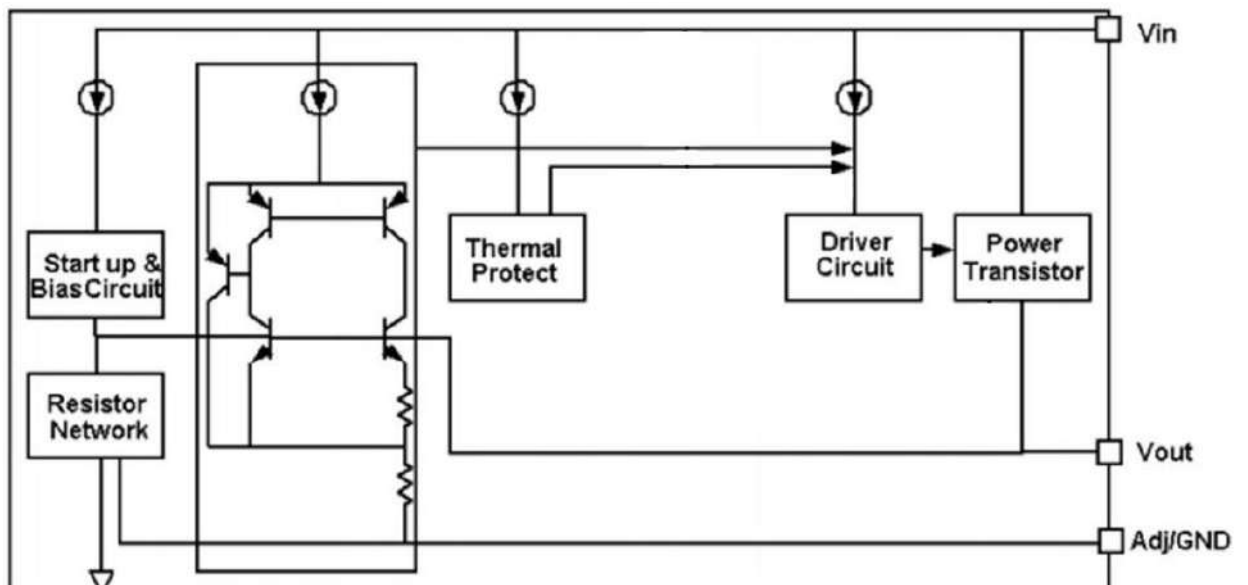 Vin
Start up &
Bias Circuit
Thermal
Protect
Driver
Circuit
Power
Transistor
Resistor
Network
Vout
Adj/GND